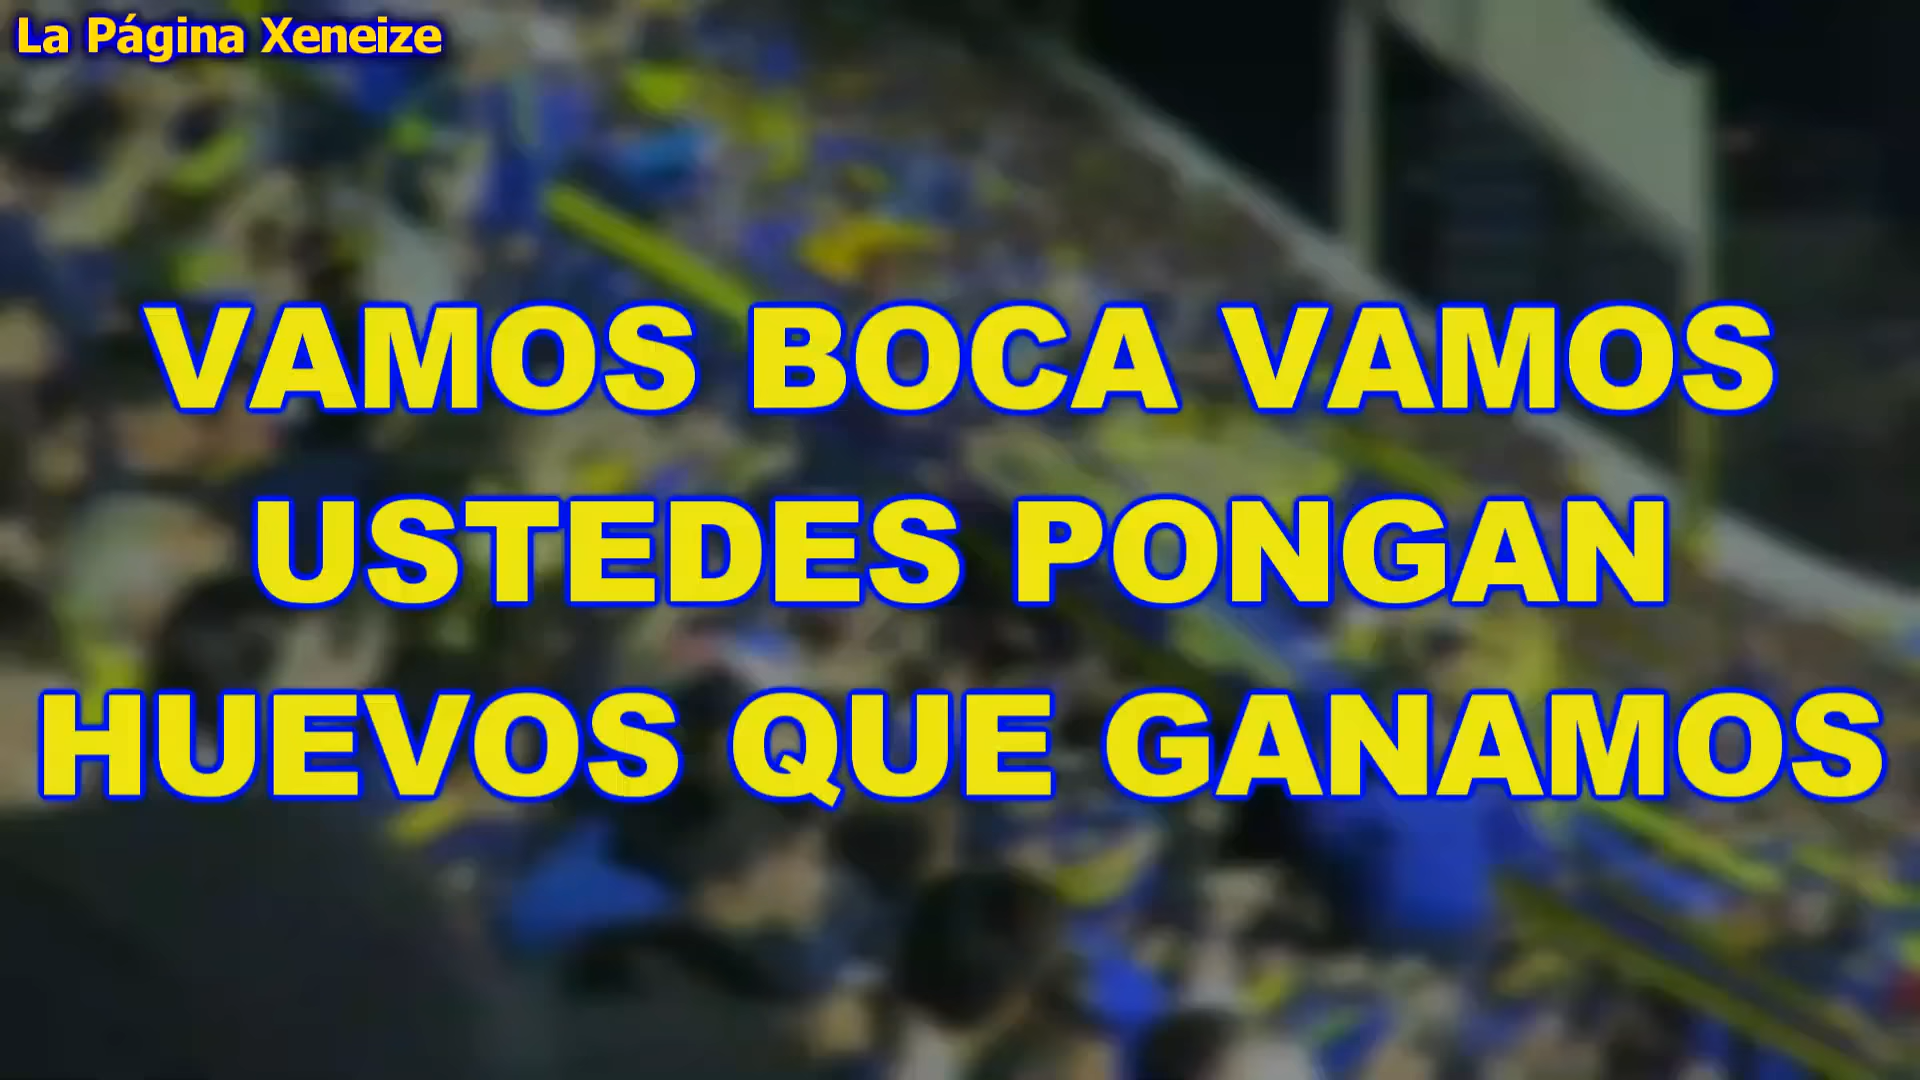 La Página Xeneize
VAMOS BOCA VAMOS
USTEDES PONGAN
HUEVOS QUE GANAMOS